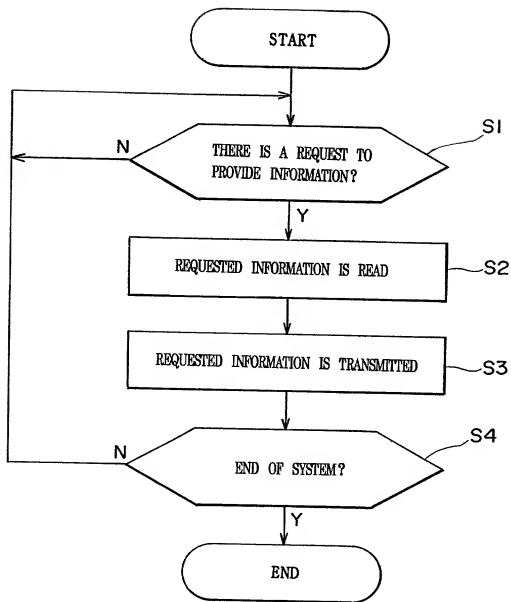 START
S1
N
THERE IS A REQUEST TO
PROVIDE INFORMATION?
Y
REQUESTED INFORMATION IS READ
S2
REQUESTED INFORMATION IS TRANSMITTED
S3
S4
N
END OF SYSTEM?
Y
END